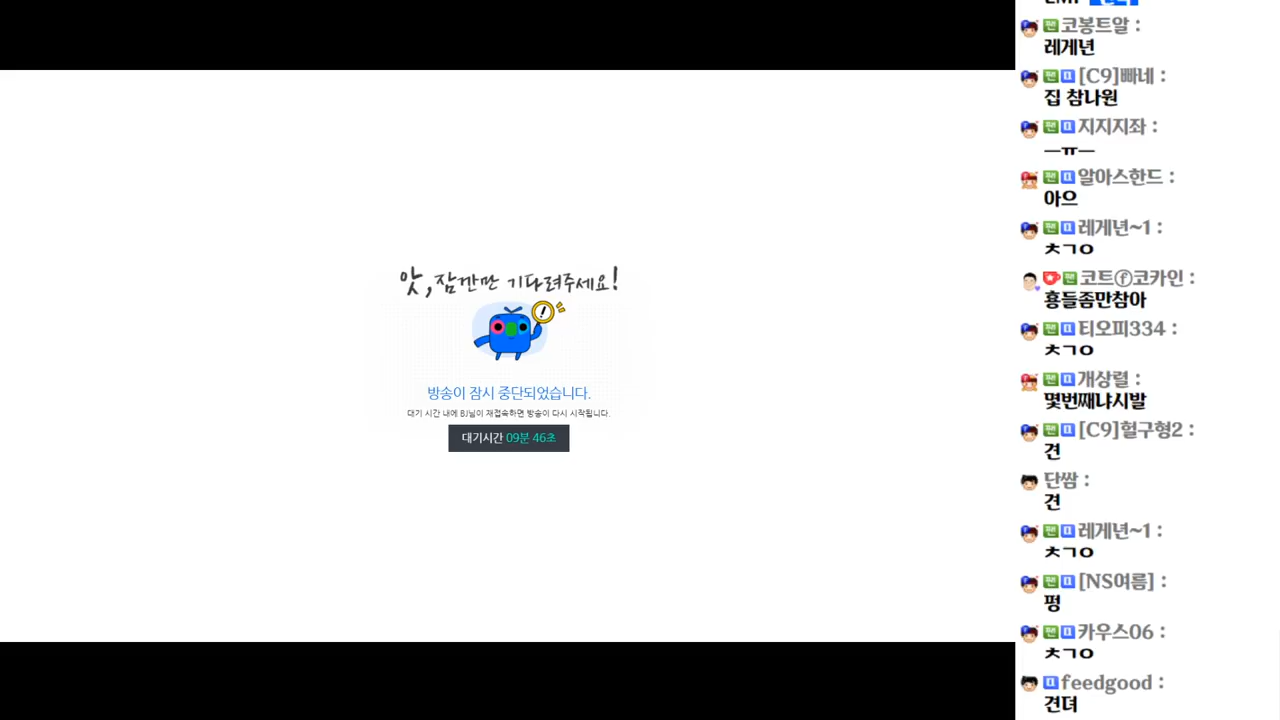 앗, 잠깐만 기다려주세요!
방송이 잠시 중단되었습니다.
대기 시간 내에 BJ님이 재접속하면 방송이 다시 시작됩니다.
대기시간 09분 46초
코봉트알 :
레게년
[C9]빠네 :
집 참나원
지지지좌 :
ㅡㅠㅡ
알아스한드 :
아으
레게년~1 :
ㅊㄱㅇ
코트ⓕ코카인 :
횽들좀만참아
티오피334 :
ㅊㄱㅇ
개상렬 :
몇번째냐시발
[C9]혈구형2 :
견
단쌈 :
견
레게년~1 :
ㅊㄱㅇ
[NS여름] :
펑
카우스06 :
ㅊㄱㅇ
feedgood :
견뎌